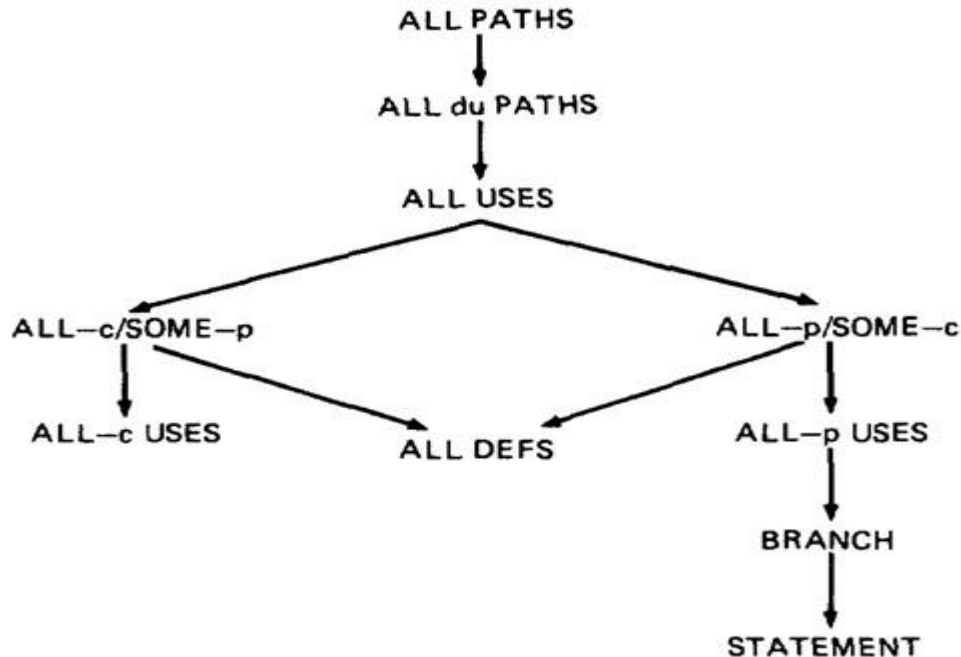 ALL PATHS
ALL du PATHS
ALL USES
ALL–c/SOME–p
ALL–p/SOME–c
ALL–c USES
ALL DEFS
ALL–p USES
BRANCH
STATEMENT